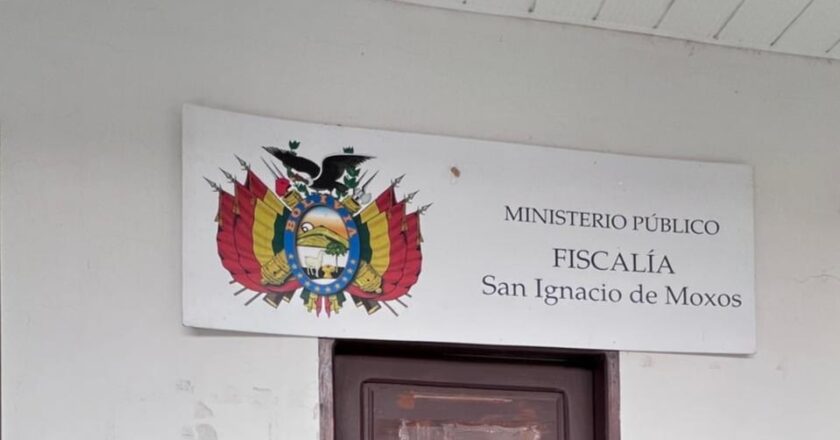 BOLIVIA
MINISTERIO PÚBLICO
FISCALÍA
San Ignacio de Moxos